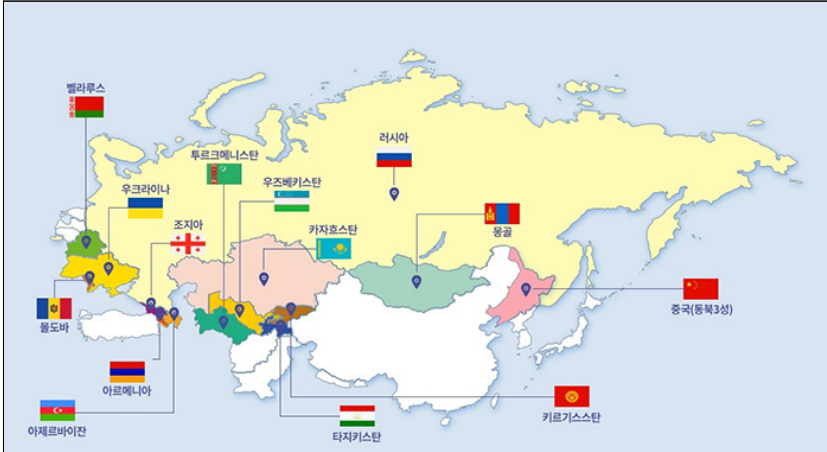 벨라루스
러시아
투르크메니스탄
우즈베키스탄
우크라이나
조지아
카자흐스탄
몽골
몰도바
중국(동북3성)
아르메니아
키르기스스탄
아제르바이잔
타지키스탄